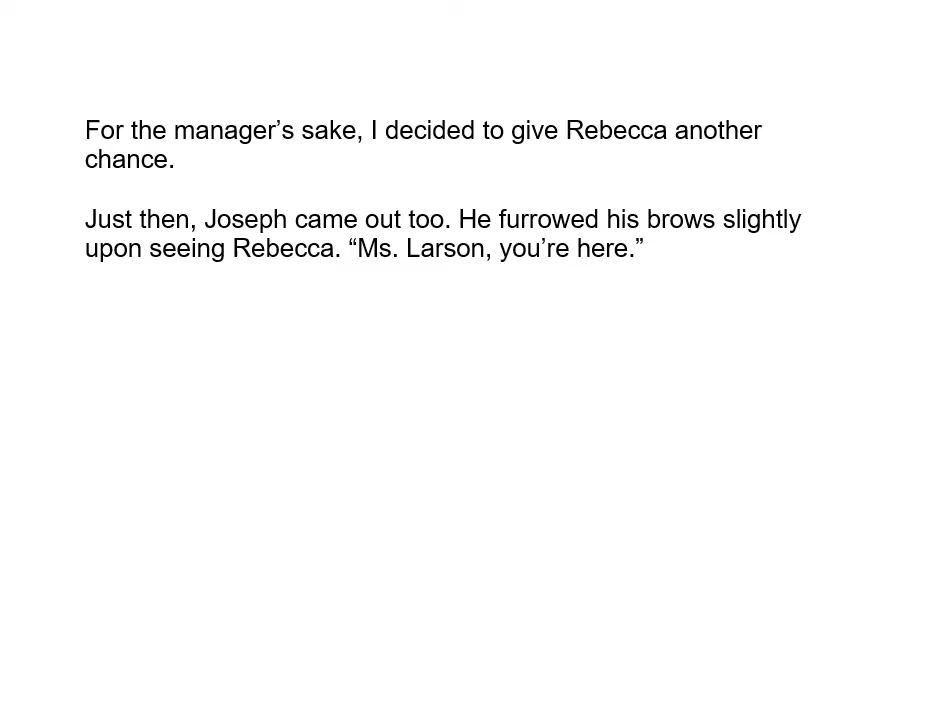 For the manager’s sake, I decided to give Rebecca another
chance.
Just then, Joseph came out too. He furrowed his brows slightly
upon seeing Rebecca. “Ms. Larson, you’re here.”